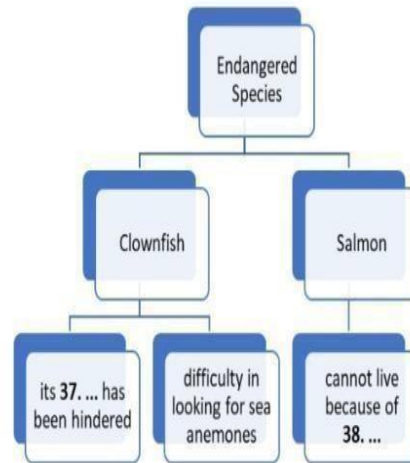 Endangered
Species
Clownfish
Salmon
its 37. ... has
been hindered
difficulty in
looking for sea
anemones
cannot live
because of
38. ...